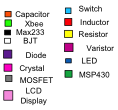 Capacitor
Xbee
Max233
BJT
Diode
Crystal
MOSFET
LCD
Display
Switch
Inductor
Resistor
Varistor
LED
MSP430